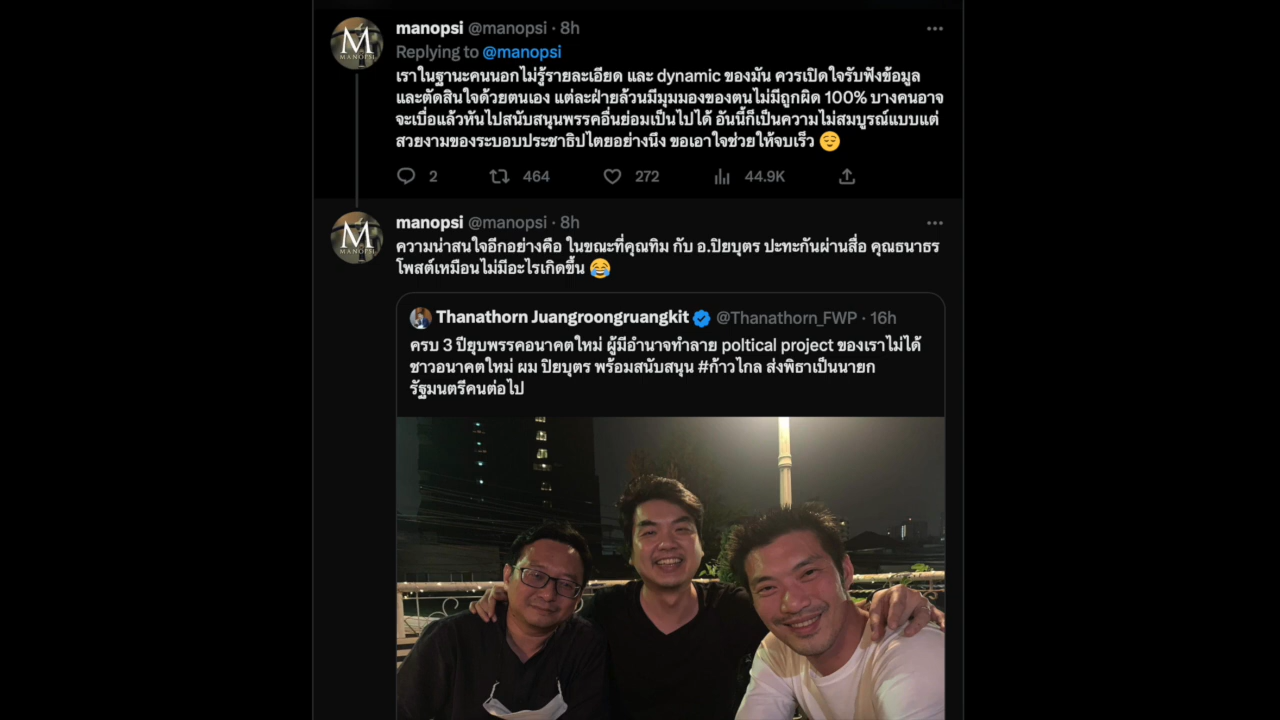 manopsi @manopsi · 8h
Replying to @manopsi
เราในฐานะคนนอกไม่รู้รายละเอียด และ dynamic ของมัน ควรเปิดใจรับฟังข้อมูล
และตัดสินใจด้วยตนเอง แต่ละฝ่ายล้วนมีมุมมองของตนไม่มีถูกผิด 100% บางคนอาจ
จะเบื่อแล้วหันไปสนับสนุนพรรคอื่นย่อมเป็นไปได้ อันนี้ก็เป็นความไม่สมบูรณ์แบบแต่
สวยงามของระบอบประชาธิปไตยอย่างนึง ขอเอาใจช่วยให้จบเร็ว 😌
2 464 272 44.9K
M
MANOPSI
manopsi @manopsi · 8h
ความน่าสนใจอีกอย่างคือ ในขณะที่คุณทิม กับ อ.ปิยบุตร ปะทะกันผ่านสื่อ คุณธนาธร
โพสต์เหมือนไม่มีอะไรเกิดขึ้น 😂
M
MANOPSI
Thanathorn Juangroongruangkit @Thanathorn_FWP · 16h
ครบ 3 ปียุบพรรคอนาคตใหม่ ผู้มีอำนาจทำลาย poltical project ของเราไม่ได้
ชาวอนาคตใหม่ ผม ปิยบุตร พร้อมสนับสนุน #ก้าวไกล ส่งพิธาเป็นนายก
รัฐมนตรีคนต่อไป